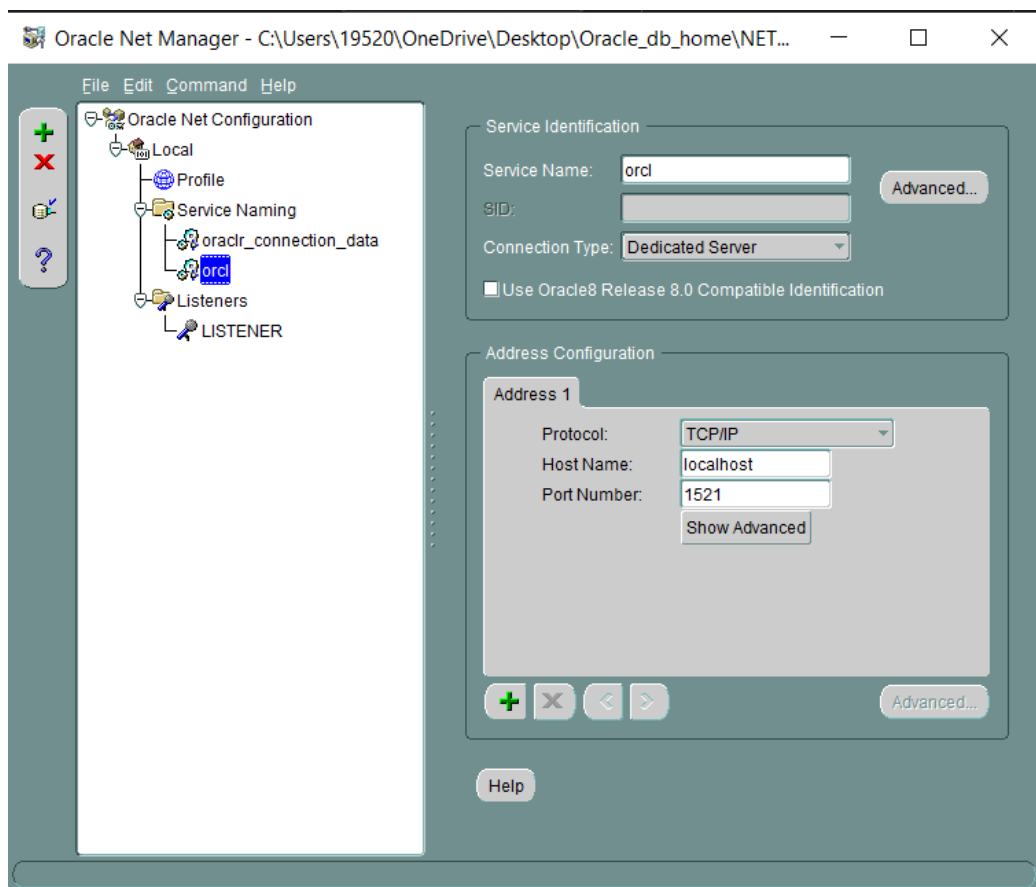 Oracle Net Manager - C:\Users\19520\OneDrive\Desktop\Oracle_db_home\NET...
File Edit Command Help
Oracle Net Configuration
Local
Profile
Service Naming
oraclr_connection_data
orcl
Listeners
LISTENER
Service Identification
Service Name: orcl
Advanced...
SID:
Connection Type: Dedicated Server
Use Oracle8 Release 8.0 Compatible Identification
Address Configuration
Address 1
Protocol: TCP/IP
Host Name: localhost
Port Number: 1521
Show Advanced
Advanced...
Help